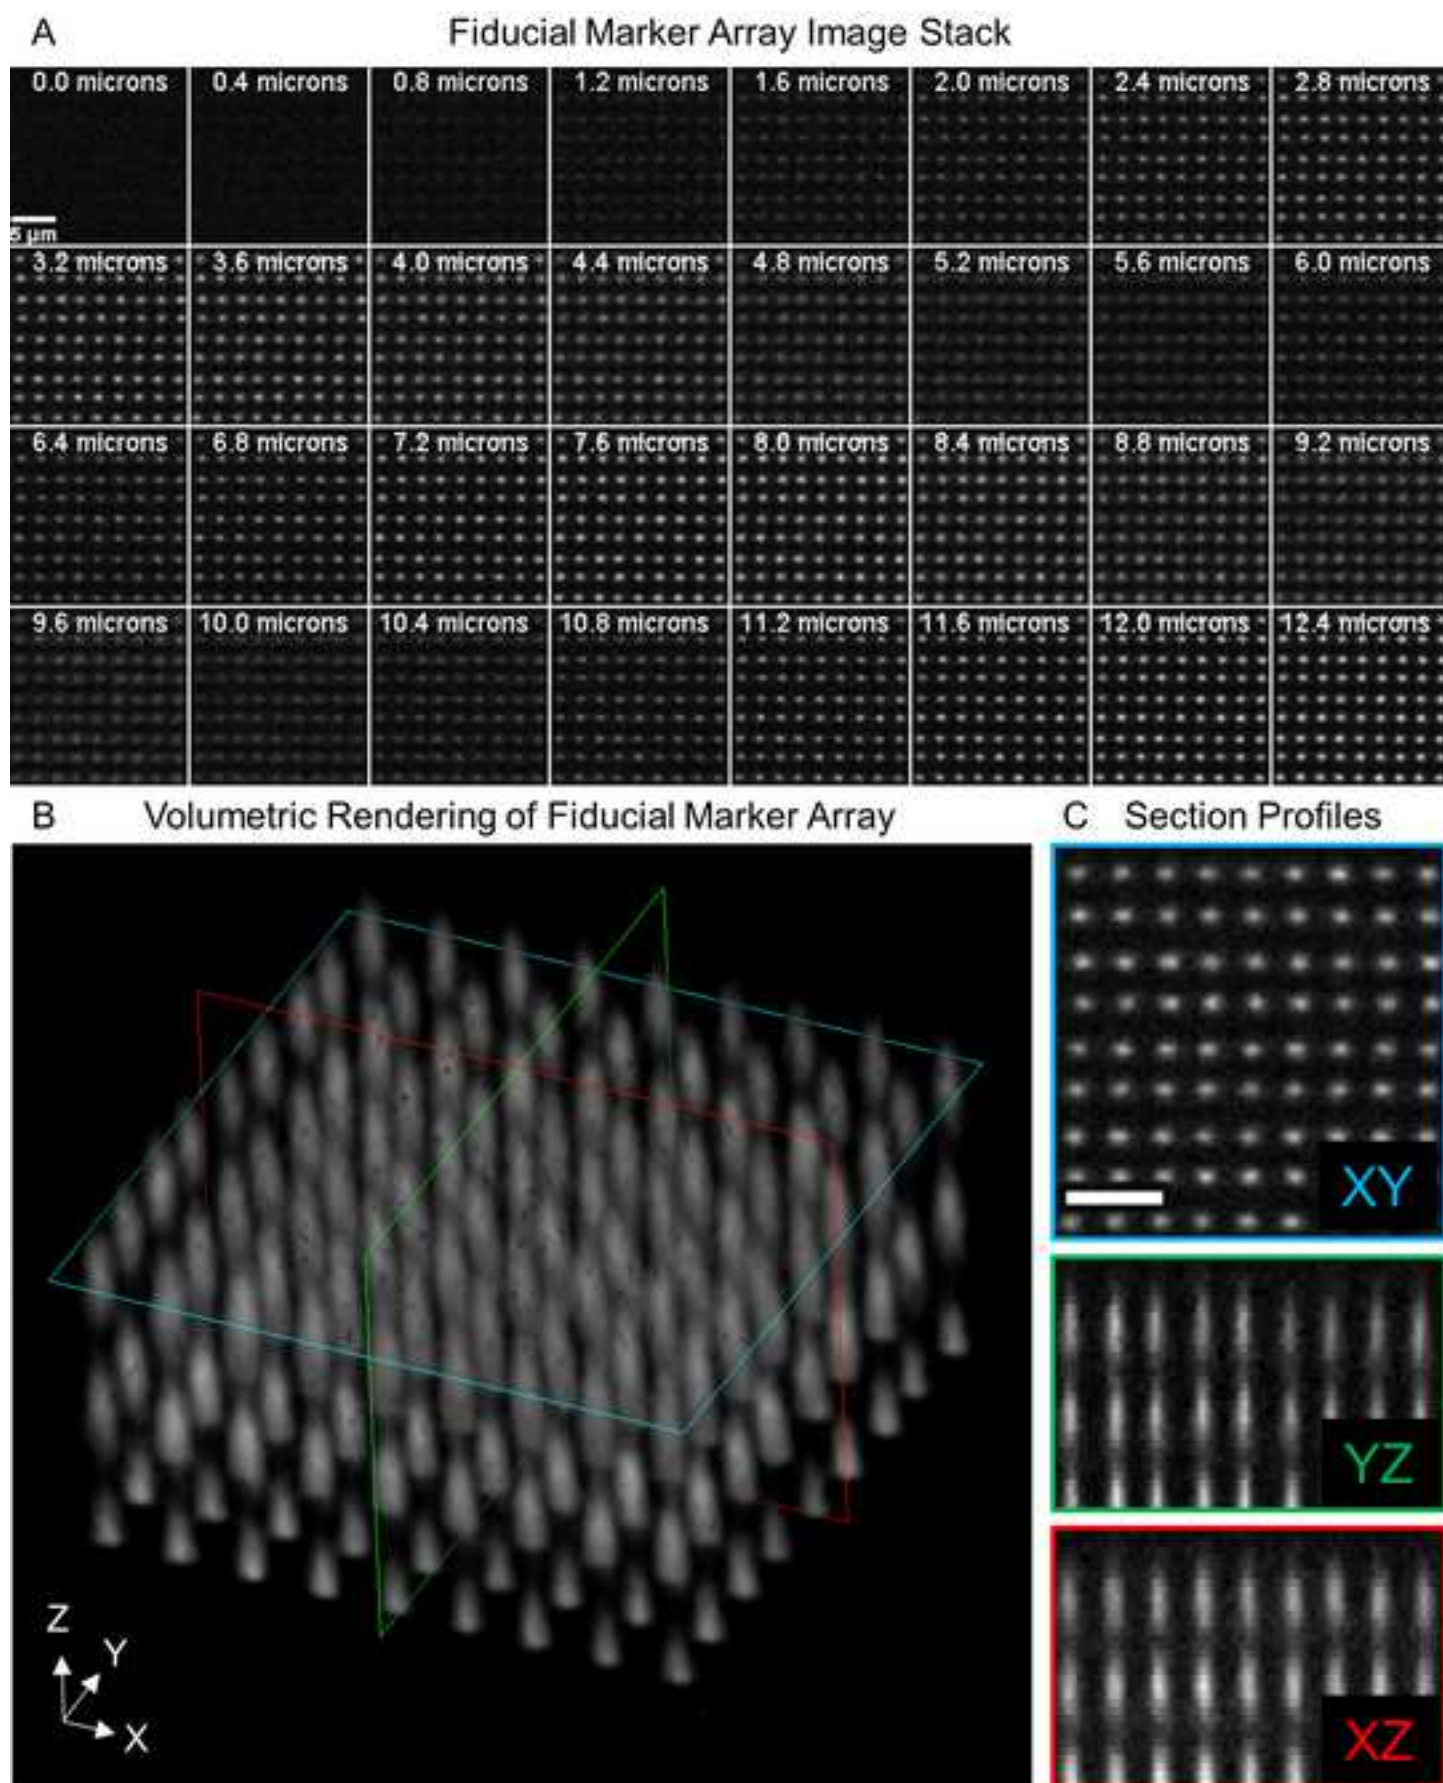 A Fiducial Marker Array Image Stack
0.0 microns 0.4 microns 0.8 microns 1.2 microns 1.6 microns 2.0 microns 2.4 microns 2.8 microns
5 µm
3.2 microns 3.6 microns 4.0 microns 4.4 microns 4.8 microns 5.2 microns 5.6 microns 6.0 microns
6.4 microns 6.8 microns 7.2 microns 7.6 microns 8.0 microns 8.4 microns 8.8 microns 9.2 microns
9.6 microns 10.0 microns 10.4 microns 10.8 microns 11.2 microns 11.6 microns 12.0 microns 12.4 microns
B Volumetric Rendering of Fiducial Marker Array
C Section Profiles
XY
YZ
XZ
Z
Y
X